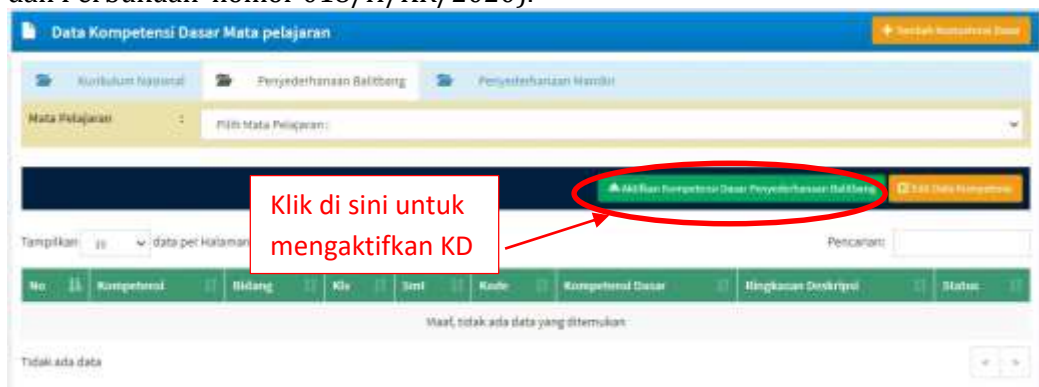 dan Perbukaan nomor 018/H/KR/2020).
Data Kompetensi Dasar Mata pelajaran
Tambah Kompetensi Dasar
Kurikulum Nasional
Penyederhanaan Balitbang
Penyederhanaan Mandiri
Mata Pelajaran :
Pilih Mata Pelajaran :
Aktifkan Kompetensi Dasar Penyederhanaan Balitbang
Edit Data Kompetensi
Klik di sini untuk
mengaktifkan KD
Tampilkan 10 data per Halaman
Pencarian:
No Kompetensi Bidang Kls Smt Kode Kompetensi Dasar Ringkasan Deskripsi Status
Maaf, tidak ada data yang ditemukan
Tidak ada data